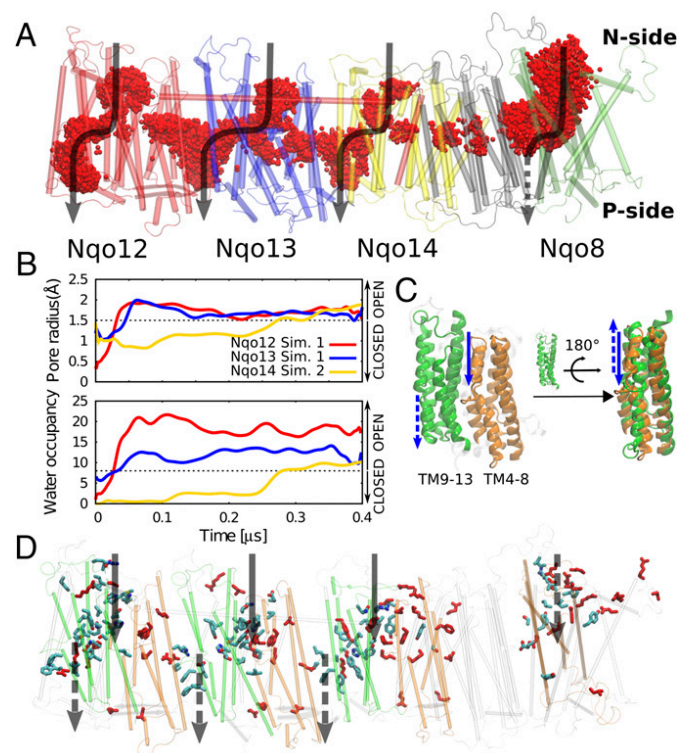 A
N-side
P-side
Nqo12 Nqo13 Nqo14 Nqo8
B
Pore radius(Å)
2.5
2
1.5
1
0.5
0
Nqo12 Sim. 1
Nqo13 Sim. 1
Nqo14 Sim. 2
CLOSED OPEN
Water occupancy
25
20
15
10
5
0
CLOSED OPEN
0 0.1 0.2 0.3 0.4
Time [µs]
C
180°
TM9-13 TM4-8
D